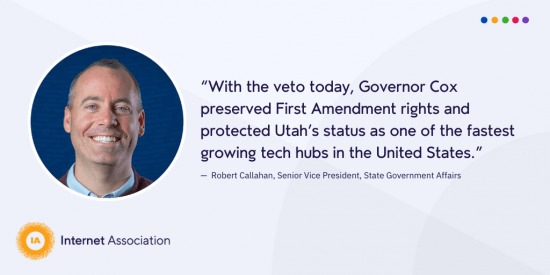 “With the veto today, Governor Cox
preserved First Amendment rights and
protected Utah’s status as one of the fastest
growing tech hubs in the United States.”
— Robert Callahan, Senior Vice President, State Government Affairs
IA
Internet Association